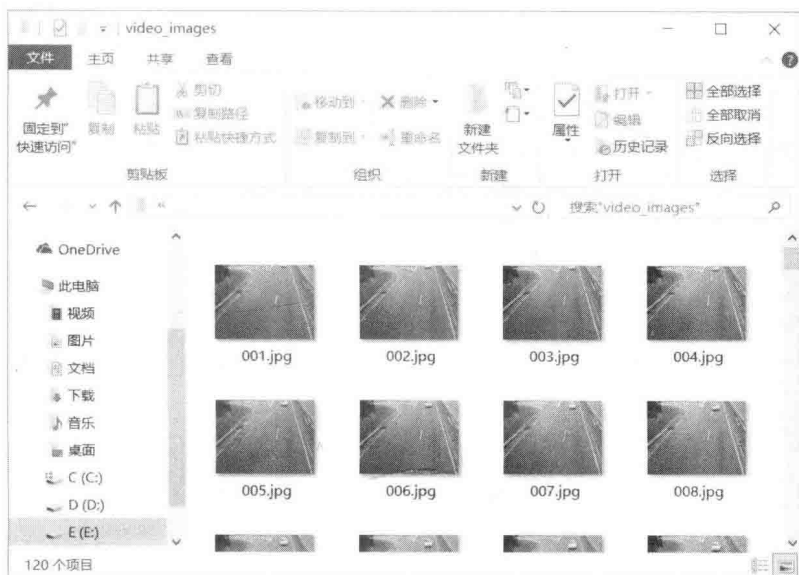 video_images
文件 主页 共享 查看
固定到"
快速访问"
复制
粘贴
剪切
复制路径
粘贴快捷方式
剪贴板
移动到
复制到
删除
重命名
组织
新建
文件夹
新建
属性
打开
编辑
历史记录
打开
全部选择
全部取消
反向选择
选择
搜索"video_images"
OneDrive
此电脑
视频
图片
文档
下载
音乐
桌面
C (C:)
D (D:)
E (E:)
001.jpg 002.jpg 003.jpg 004.jpg
005.jpg 006.jpg 007.jpg 008.jpg
120 个项目